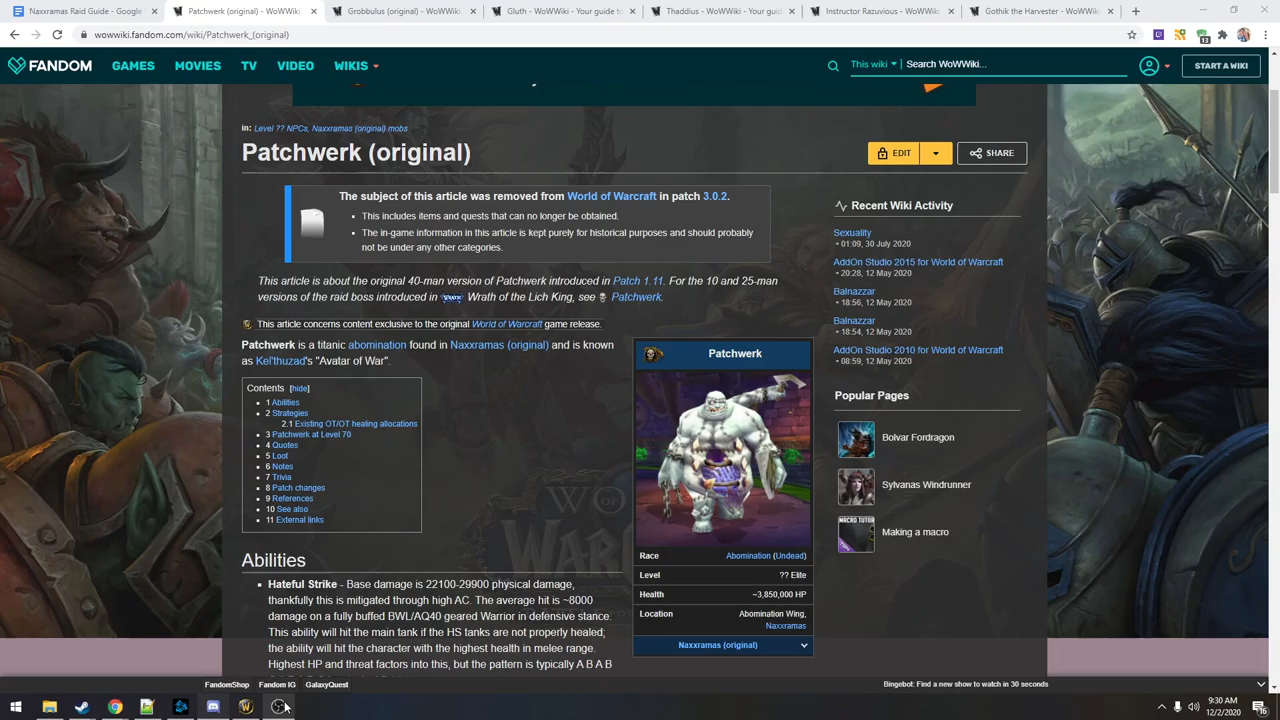 Naxxramas Raid Guide - Google
Patchwerk (original) - WoWWiki
Grobbulus (original) - WoWWiki
Gluth - WoWWiki - Your guide to
Thaddius - WoWWiki - Your guid
Instructor Razuvious - WoWWiki
Gothik the Harvester - WoWWiki
wowwiki.fandom.com/wiki/Patchwerk_(original)
13
FANDOM
GAMES
MOVIES
TV
VIDEO
WIKIS
This wiki
Search WoWWiki...
START A WIKI
in: Level ?? NPCs, Naxxramas (original) mobs
Patchwerk (original)
EDIT
SHARE
The subject of this article was removed from World of Warcraft in patch 3.0.2.
• This includes items and quests that can no longer be obtained.
• The in-game information in this article is kept purely for historical purposes and should probably
not be under any other categories.
This article is about the original 40-man version of Patchwerk introduced in Patch 1.11. For the 10 and 25-man
versions of the raid boss introduced in Wrath of the Lich King, see Patchwerk.
This article concerns content exclusive to the original World of Warcraft game release.
Patchwerk is a titanic abomination found in Naxxramas (original) and is known
as Kel'thuzad's "Avatar of War".
Contents [hide]
1 Abilities
2 Strategies
2.1 Existing OT/OT healing allocations
3 Patchwerk at Level 70
4 Quotes
5 Loot
6 Notes
7 Trivia
8 Patch changes
9 References
10 See also
11 External links
Abilities
• Hateful Strike - Base damage is 22100-29900 physical damage,
thankfully this is mitigated through high AC. The average hit is ~8000
damage on a fully buffed BWL/AQ40 geared Warrior in defensive stance.
This ability will hit the main tank if the HS tanks are not properly healed;
the ability will hit the character with the highest health in melee range.
Highest HP and threat factors into this, but the pattern is typically A B A B
Patchwerk
Race Abomination (Undead)
Level ?? Elite
Health ~3,850,000 HP
Location Abomination Wing,
Naxxramas
Naxxramas (original)
Recent Wiki Activity
Sexuality
• 01:09, 30 July 2020
AddOn Studio 2015 for World of Warcraft
• 20:28, 12 May 2020
Balnazzar
• 18:56, 12 May 2020
Balnazzar
• 18:54, 12 May 2020
AddOn Studio 2010 for World of Warcraft
• 08:59, 12 May 2020
Popular Pages
Bolvar Fordragon
Sylvanas Windrunner
MACRO TUTOR
Making a macro
FandomShop
Fandom IG
GalaxyQuest
Bingebot: Find a new show to watch in 30 seconds
9:30 AM
12/2/2020
16